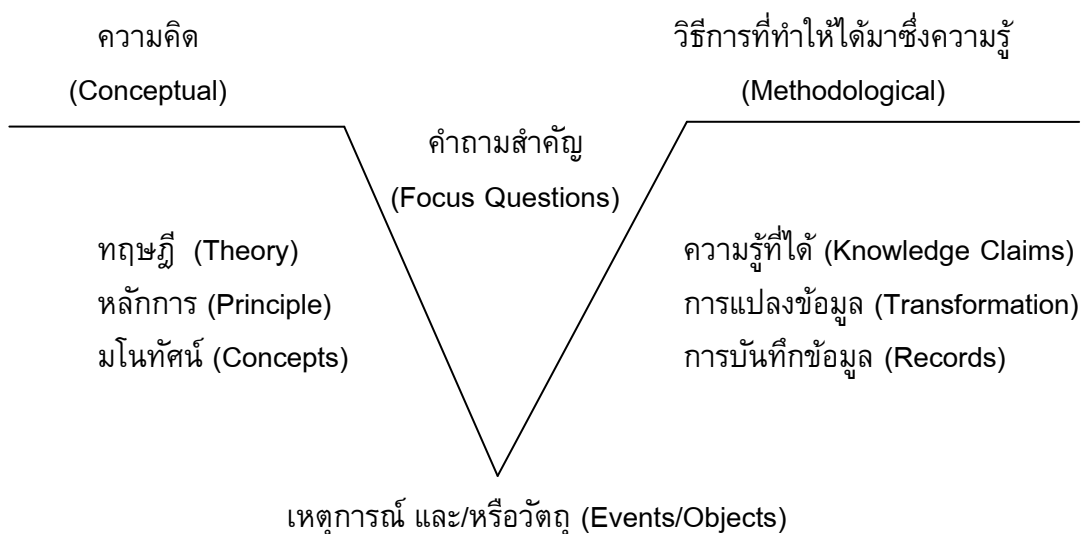 ความคิด
(Conceptual)
วิธีการที่ทำให้ได้มาซึ่งความรู้
(Methodological)
คำถามสำคัญ
(Focus Questions)
ทฤษฎี (Theory)
หลักการ (Principle)
มโนทัศน์ (Concepts)
ความรู้ที่ได้ (Knowledge Claims)
การแปลงข้อมูล (Transformation)
การบันทึกข้อมูล (Records)
เหตุการณ์ และ/หรือวัตถุ (Events/Objects)